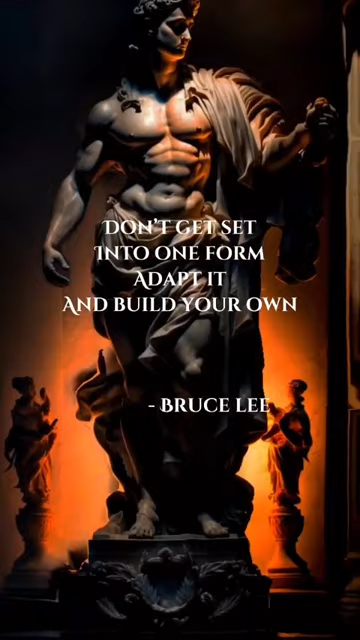 Don't get set
Into one form
Adapt it
And build your own
- Bruce lee